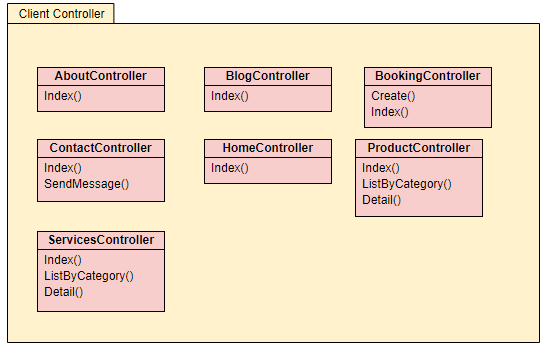 Client Controller
AboutController
Index()
BlogController
Index()
BookingController
Create()
Index()
ContactController
Index()
SendMessage()
HomeController
Index()
ProductController
Index()
ListByCategory()
Detail()
ServicesController
Index()
ListByCategory()
Detail()